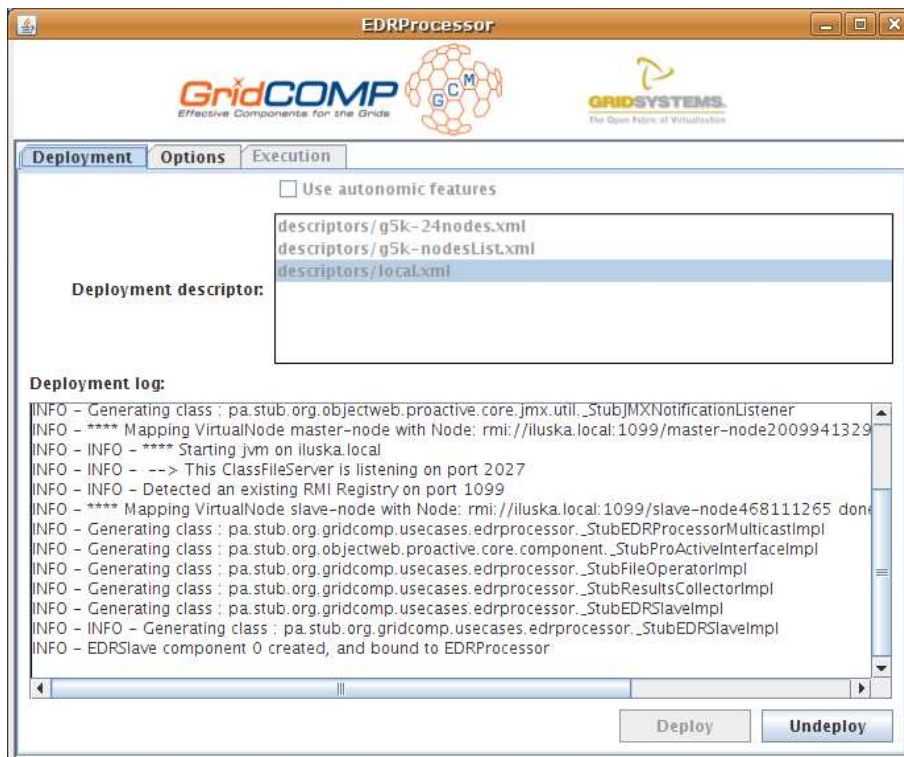 EDRProcessor
GridCOMP
Effective Components for the Grids
GCM
GRIDSYSTEMS.
The Open Fabric of Virtualization
Deployment Options Execution
Use autonomic features
descriptors/g5k-24nodes.xml
descriptors/g5k-nodesList.xml
descriptors/local.xml
Deployment descriptor:
Deployment log:
INFO - Generating class : pa.stub.org.objectweb.proactive.core.jmx.util._StubJMXNotificationListener
INFO - **** Mapping VirtualNode master-node with Node: rmi://iluska.local:1099/master-node2009941329
INFO - INFO - **** Starting jvm on iluska.local
INFO - INFO - --> This ClassFileServer is listening on port 2027
INFO - INFO - Detected an existing RMI Registry on port 1099
INFO - **** Mapping VirtualNode slave-node with Node: rmi://iluska.local:1099/slave-node468111265 done
INFO - Generating class : pa.stub.org.gridcomp.usecases.edrprocessor._StubEDRProcessorMulticastImpl
INFO - Generating class : pa.stub.org.objectweb.proactive.core.component._StubProActiveInterfaceImpl
INFO - Generating class : pa.stub.org.gridcomp.usecases.edrprocessor._StubFileOperatorImpl
INFO - Generating class : pa.stub.org.gridcomp.usecases.edrprocessor._StubResultsCollectorImpl
INFO - Generating class : pa.stub.org.gridcomp.usecases.edrprocessor._StubEDRSlaveImpl
INFO - INFO - Generating class : pa.stub.org.gridcomp.usecases.edrprocessor._StubEDRSlaveImpl
INFO - EDRSlave component 0 created, and bound to EDRProcessor
Deploy Undeploy